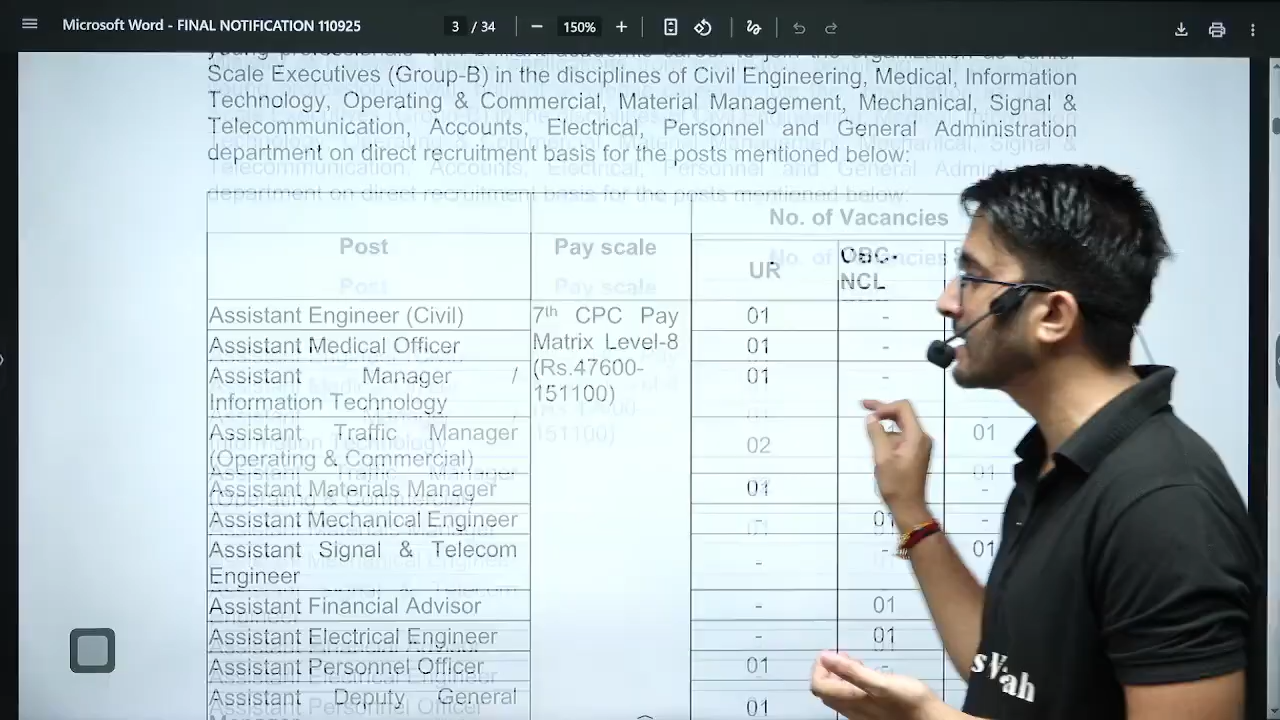 Microsoft Word - FINAL NOTIFICATION 110925
3 / 34
150%
Scale Executives (Group-B) in the disciplines of Civil Engineering, Medical, Information
Technology, Operating & Commercial, Material Management, Mechanical, Signal &
Telecommunication, Accounts, Electrical, Personnel and General Administration
department on direct recruitment basis for the posts mentioned below:
No. of Vacancies
Post
Pay scale
UR
OBC-
NCL
Assistant Engineer (Civil)
7th CPC Pay
01
-
Matrix Level-8
Assistant Medical Officer
01
-
(Rs.47600-
Assistant Manager /
01
-
151100)
Information Technology
Assistant Traffic Manager
02
01
(Operating & Commercial)
Assistant Materials Manager
01
-
Assistant Mechanical Engineer
-
01
-
Assistant Signal & Telecom
-
-
01
Engineer
Assistant Financial Advisor
-
01
Assistant Electrical Engineer
-
01
Assistant Personnel Officer
01
-
Assistant Deputy General
01